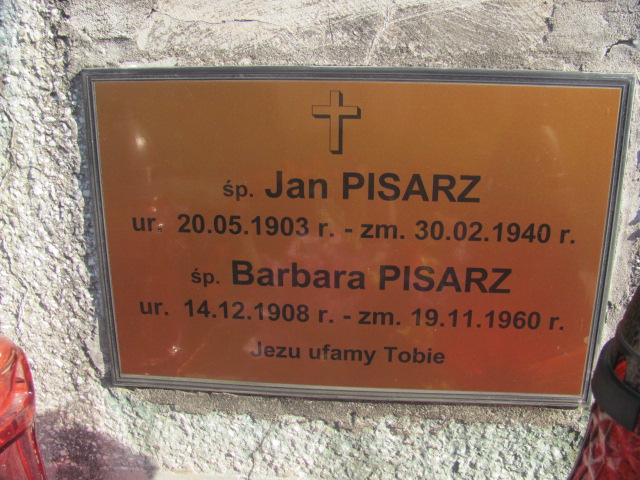 śp. Jan PISARZ
ur. 20.05.1903 r. - zm. 30.02.1940 r.
śp. Barbara PISARZ
ur. 14.12.1908 r. - zm. 19.11.1960 r.
Jezu ufamy Tobie